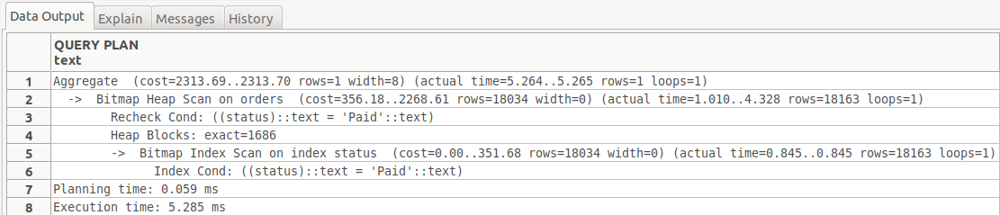 Data Output Explain Messages History
QUERY PLAN
text
1 Aggregate (cost=2313.69..2313.70 rows=1 width=8) (actual time=5.264..5.265 rows=1 loops=1)
2 -> Bitmap Heap Scan on orders (cost=356.18..2268.61 rows=18034 width=0) (actual time=1.010..4.328 rows=18163 loops=1)
3 Recheck Cond: ((status)::text = 'Paid'::text)
4 Heap Blocks: exact=1686
5 -> Bitmap Index Scan on index status (cost=0.00..351.68 rows=18034 width=0) (actual time=0.845..0.845 rows=18163 loops=1)
6 Index Cond: ((status)::text = 'Paid'::text)
7 Planning time: 0.059 ms
8 Execution time: 5.285 ms